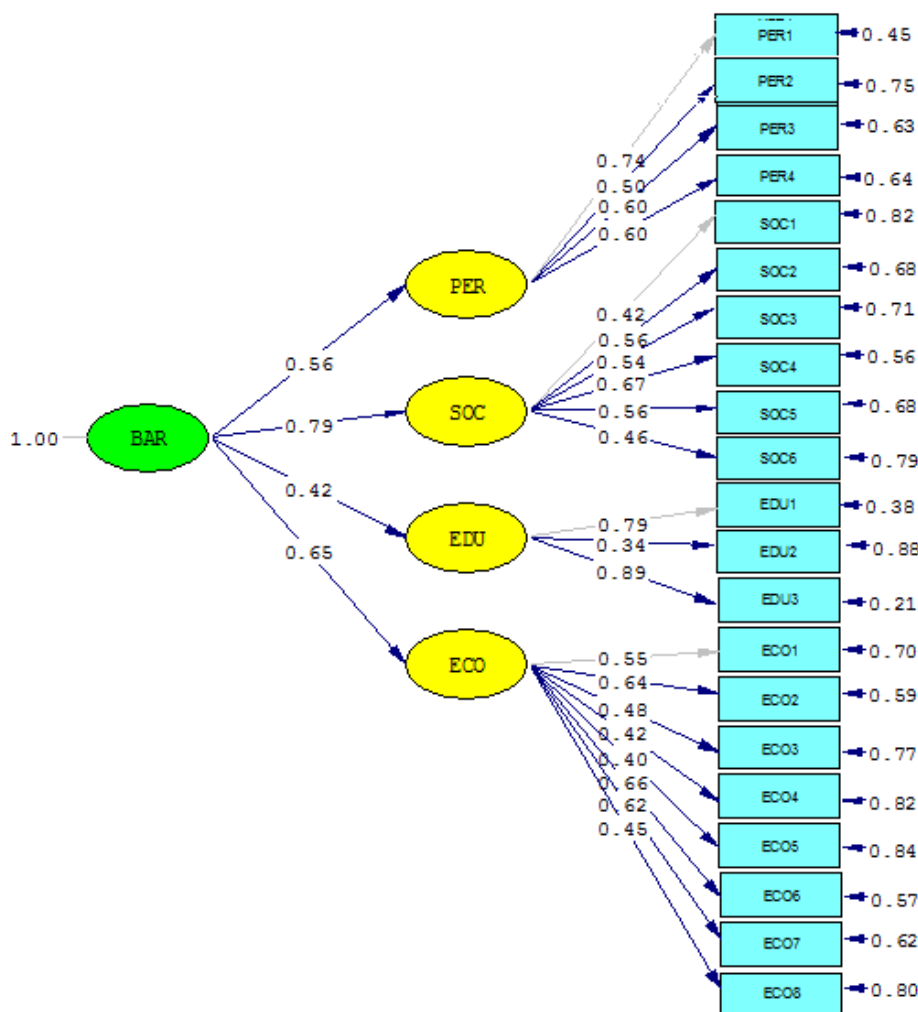 PER1 0.45
PER2 0.75
PER3 0.63
0.74
0.50 PER4 0.64
0.60
0.60 SOC1 0.82
PER SOC2 0.68
0.42 SOC3 0.71
0.56
0.56 0.54 SOC4 0.56
0.67
SOC 0.56 SOC5 0.68
0.79
1.00 BAR 0.46 SOC6 0.79
0.42 EDU1 0.38
0.79
EDU 0.34 EDU2 0.88
0.65 0.89
EDU3 0.21
0.55 ECO1 0.70
ECO 0.64 ECO2 0.59
0.48
0.42 ECO3 0.77
0.40
0.66 ECO4 0.82
0.62
0.45 ECO5 0.84
ECO6 0.57
ECO7 0.62
ECO8 0.80